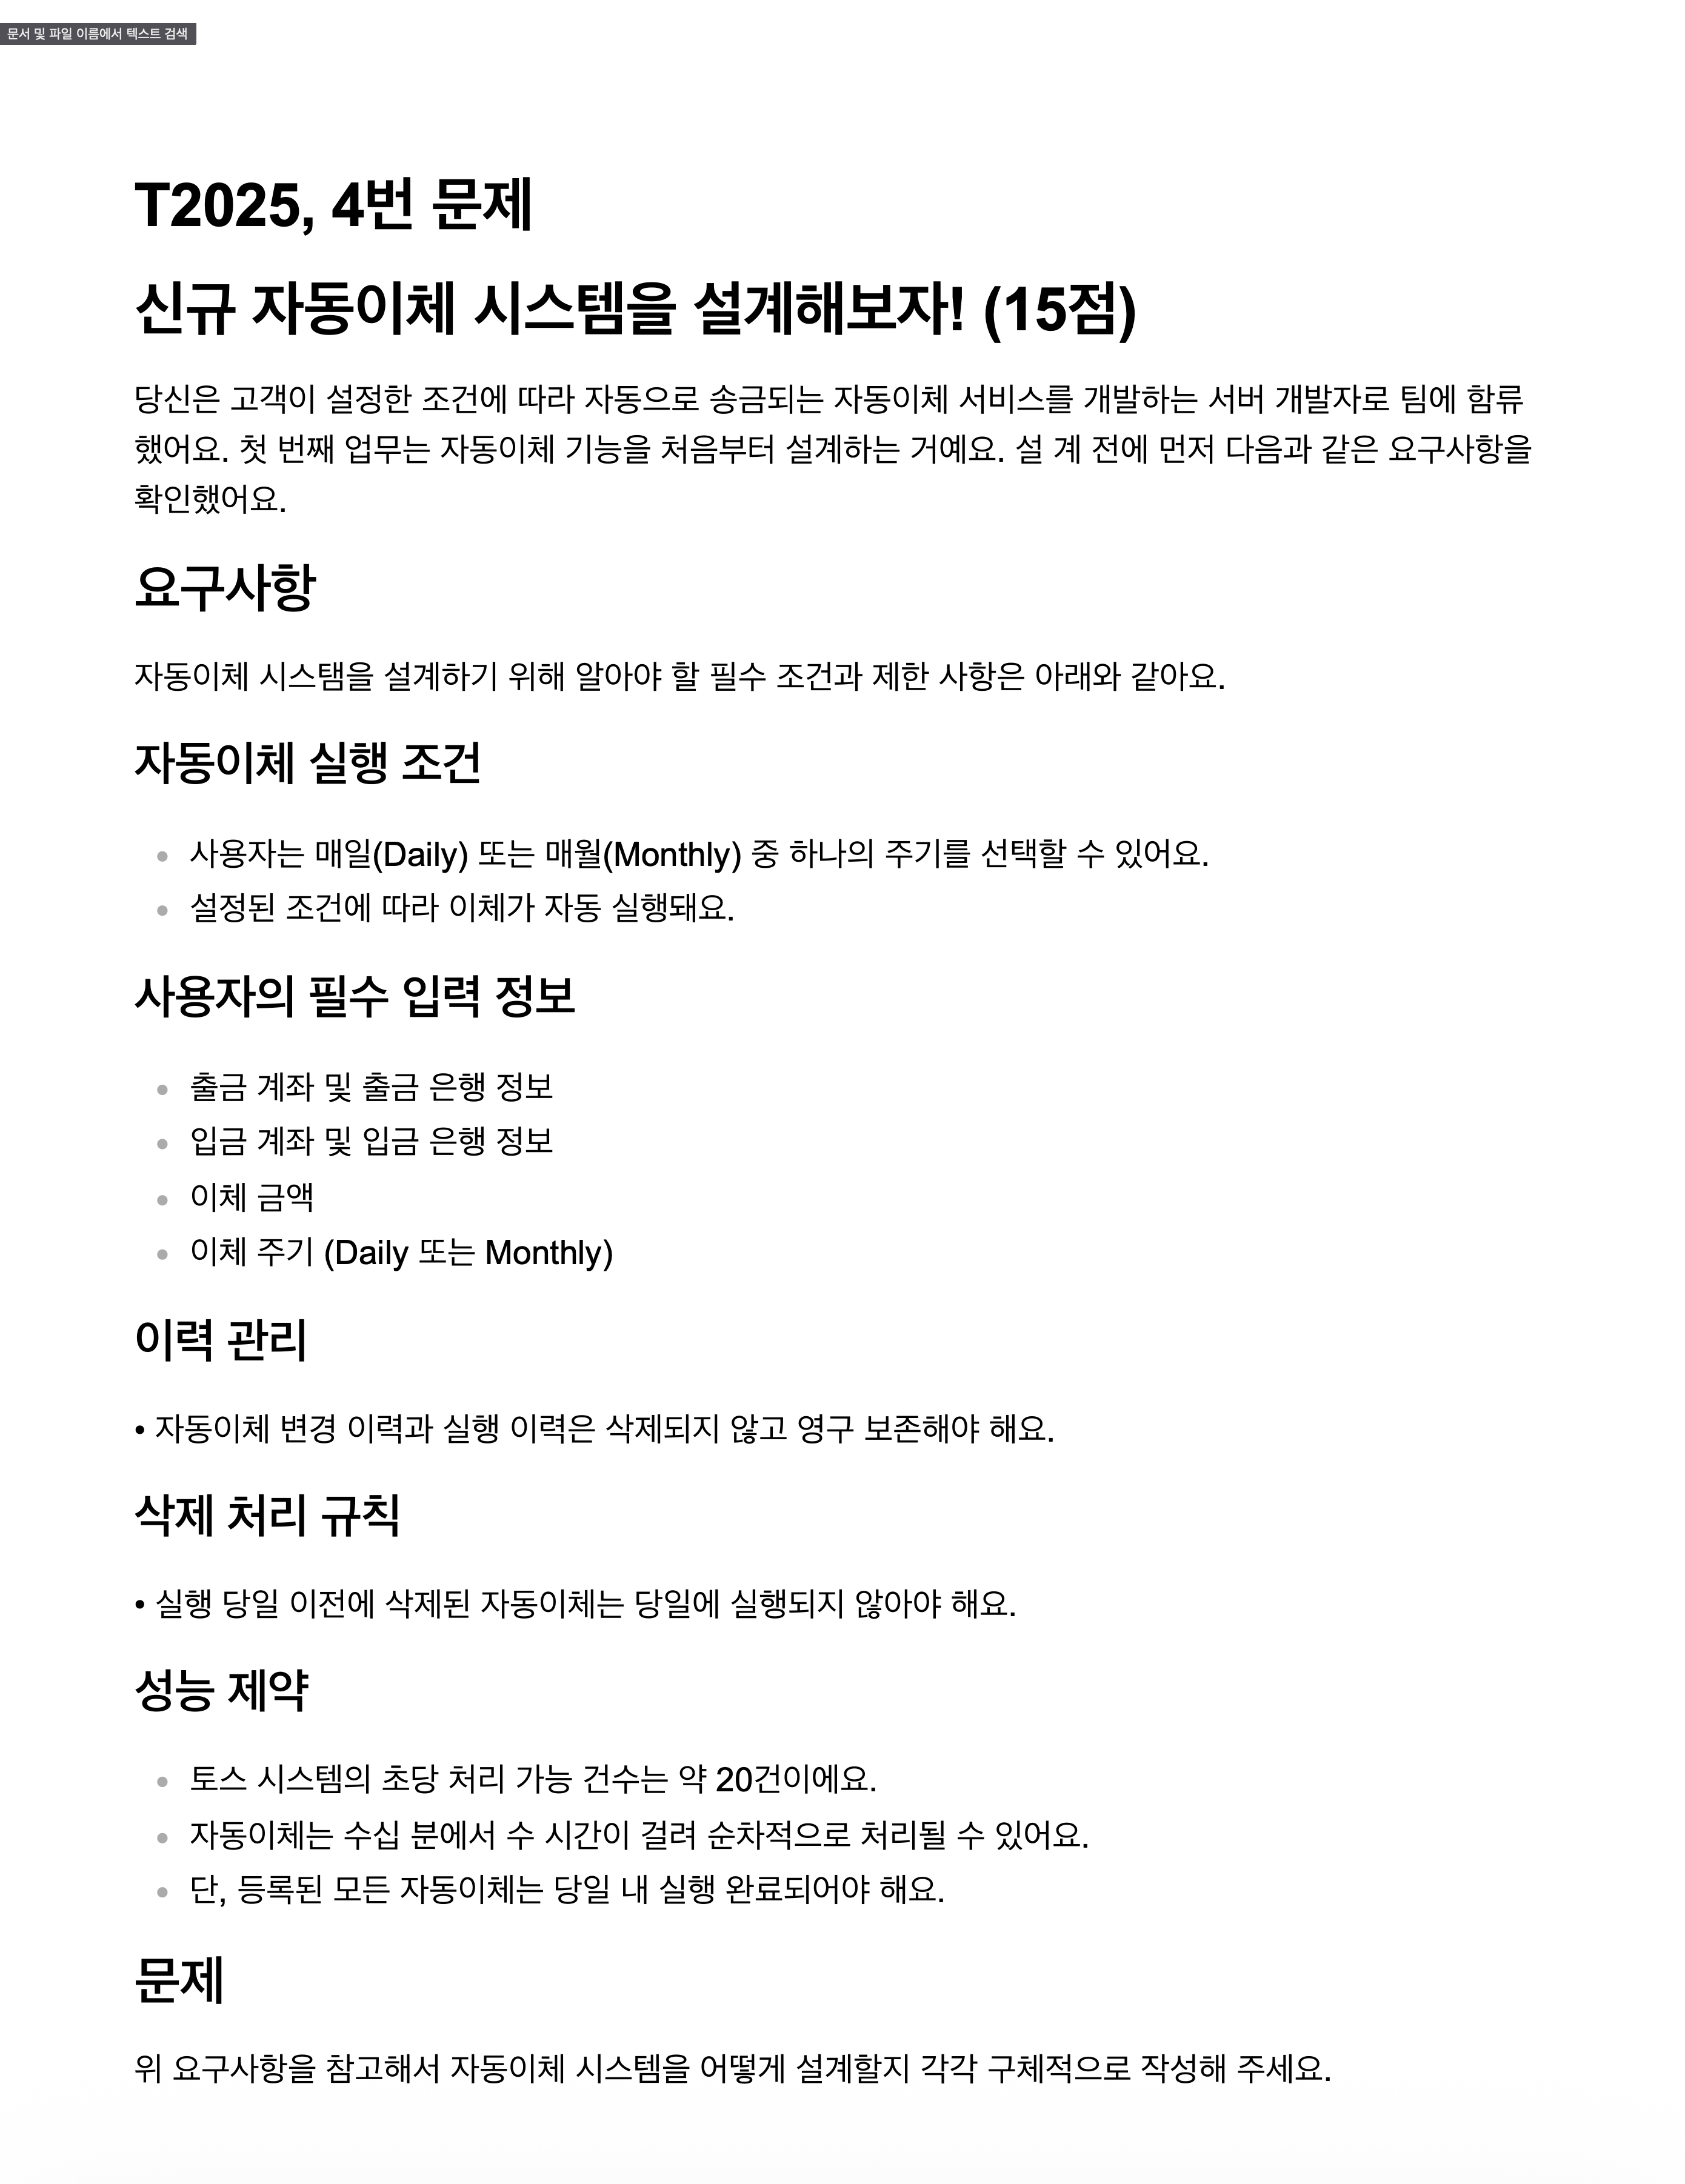 문서 및 파일 이름에서 텍스트 검색
T2025, 4번 문제
신규 자동이체 시스템을 설계해보자! (15점)
당신은 고객이 설정한 조건에 따라 자동으로 송금되는 자동이체 서비스를 개발하는 서버 개발자로 팀에 합류
했어요. 첫 번째 업무는 자동이체 기능을 처음부터 설계하는 거예요. 설 계 전에 먼저 다음과 같은 요구사항을
확인했어요.
요구사항
자동이체 시스탬을 설계하기 위해 알아야 할 필수 조건과 제한 사항은 아래와 같아요.
자동이체 실행 조건
• 사용자는 매일(Daily) 또는 매월(Monthly) 중 하나의 주기를 선택할 수 있어요.
• 설정된 조건에 따라 이체가 자동 실행돼요.
사용자의 필수 입력 정보
• 출금 계좌 및 출금 은행 정보
• 입금 계좌 및 입금 은행 정보
• 이체 금액
• 이체 주기 (Daily 또는 Monthly)
이력 관리
• 자동이체 변경 이력과 실행 이력은 삭제되지 않고 영구 보존해야 해요.
삭제 처리 규칙
• 실행 당일 이전에 삭제된 자동이체는 당일에 실행되지 않아야 해요.
성능 제약
• 토스 시스템의 초당 처리 가능 건수는 약 20건이에요.
• 자동이체는 수십 분에서 수 시간이 걸려 순차적으로 처리될 수 있어요.
• 단, 등록된 모든 자동이체는 당일 내 실행 완료되어야 해요.
문제
위 요구사항을 참고해서 자동이체 시스템을 어떻게 설계할지 각각 구체적으로 작성해 주세요.